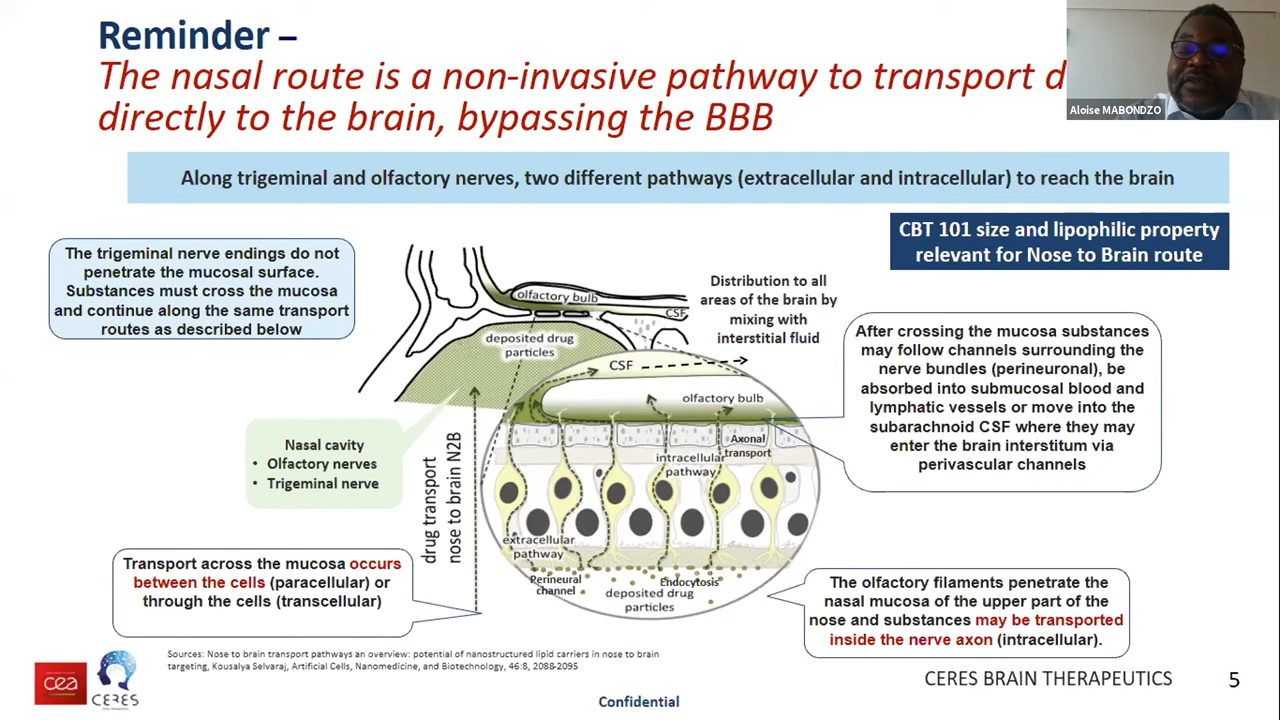 Reminder –
The nasal route is a non-invasive pathway to transport
directly to the brain, bypassing the BBB
Aloise MABONDZO
Along trigeminal and olfactory nerves, two different pathways (extracellular and intracellular) to reach the brain
CBT 101 size and lipophilic property
relevant for Nose to Brain route
The trigeminal nerve endings do not
penetrate the mucosal surface.
Substances must cross the mucosa
and continue along the same transport
routes as described below
olfactory bulb
CSF
deposited drug
particles
Distribution to all
areas of the brain by
mixing with
interstitial fluid
After crossing the mucosa substances
may follow channels surrounding the
nerve bundles (perineuronal), be
absorbed into submucosal blood and
lymphatic vessels or move into the
subarachnoid CSF where they may
enter the brain interstitum via
perivascular channels
CSF
olfactory bulb
Axonal
transport
intracellular
pathway
extracellular
pathway
Perineural
channel
Endocytosis
deposited drug
particles
Nasal cavity
• Olfactory nerves
• Trigeminal nerve
drug transport
nose to brain N2B
Transport across the mucosa occurs
between the cells (paracellular) or
through the cells (transcellular)
The olfactory filaments penetrate the
nasal mucosa of the upper part of the
nose and substances may be transported
inside the nerve axon (intracellular).
Sources: Nose to brain transport pathways an overview: potential of nanostructured lipid carriers in nose to brain
targeting, Kousalya Selvaraj, Artificial Cells, Nanomedicine, and Biotechnology, 46:8, 2088-2095
cea
CERES
Confidential
CERES BRAIN THERAPEUTICS
5